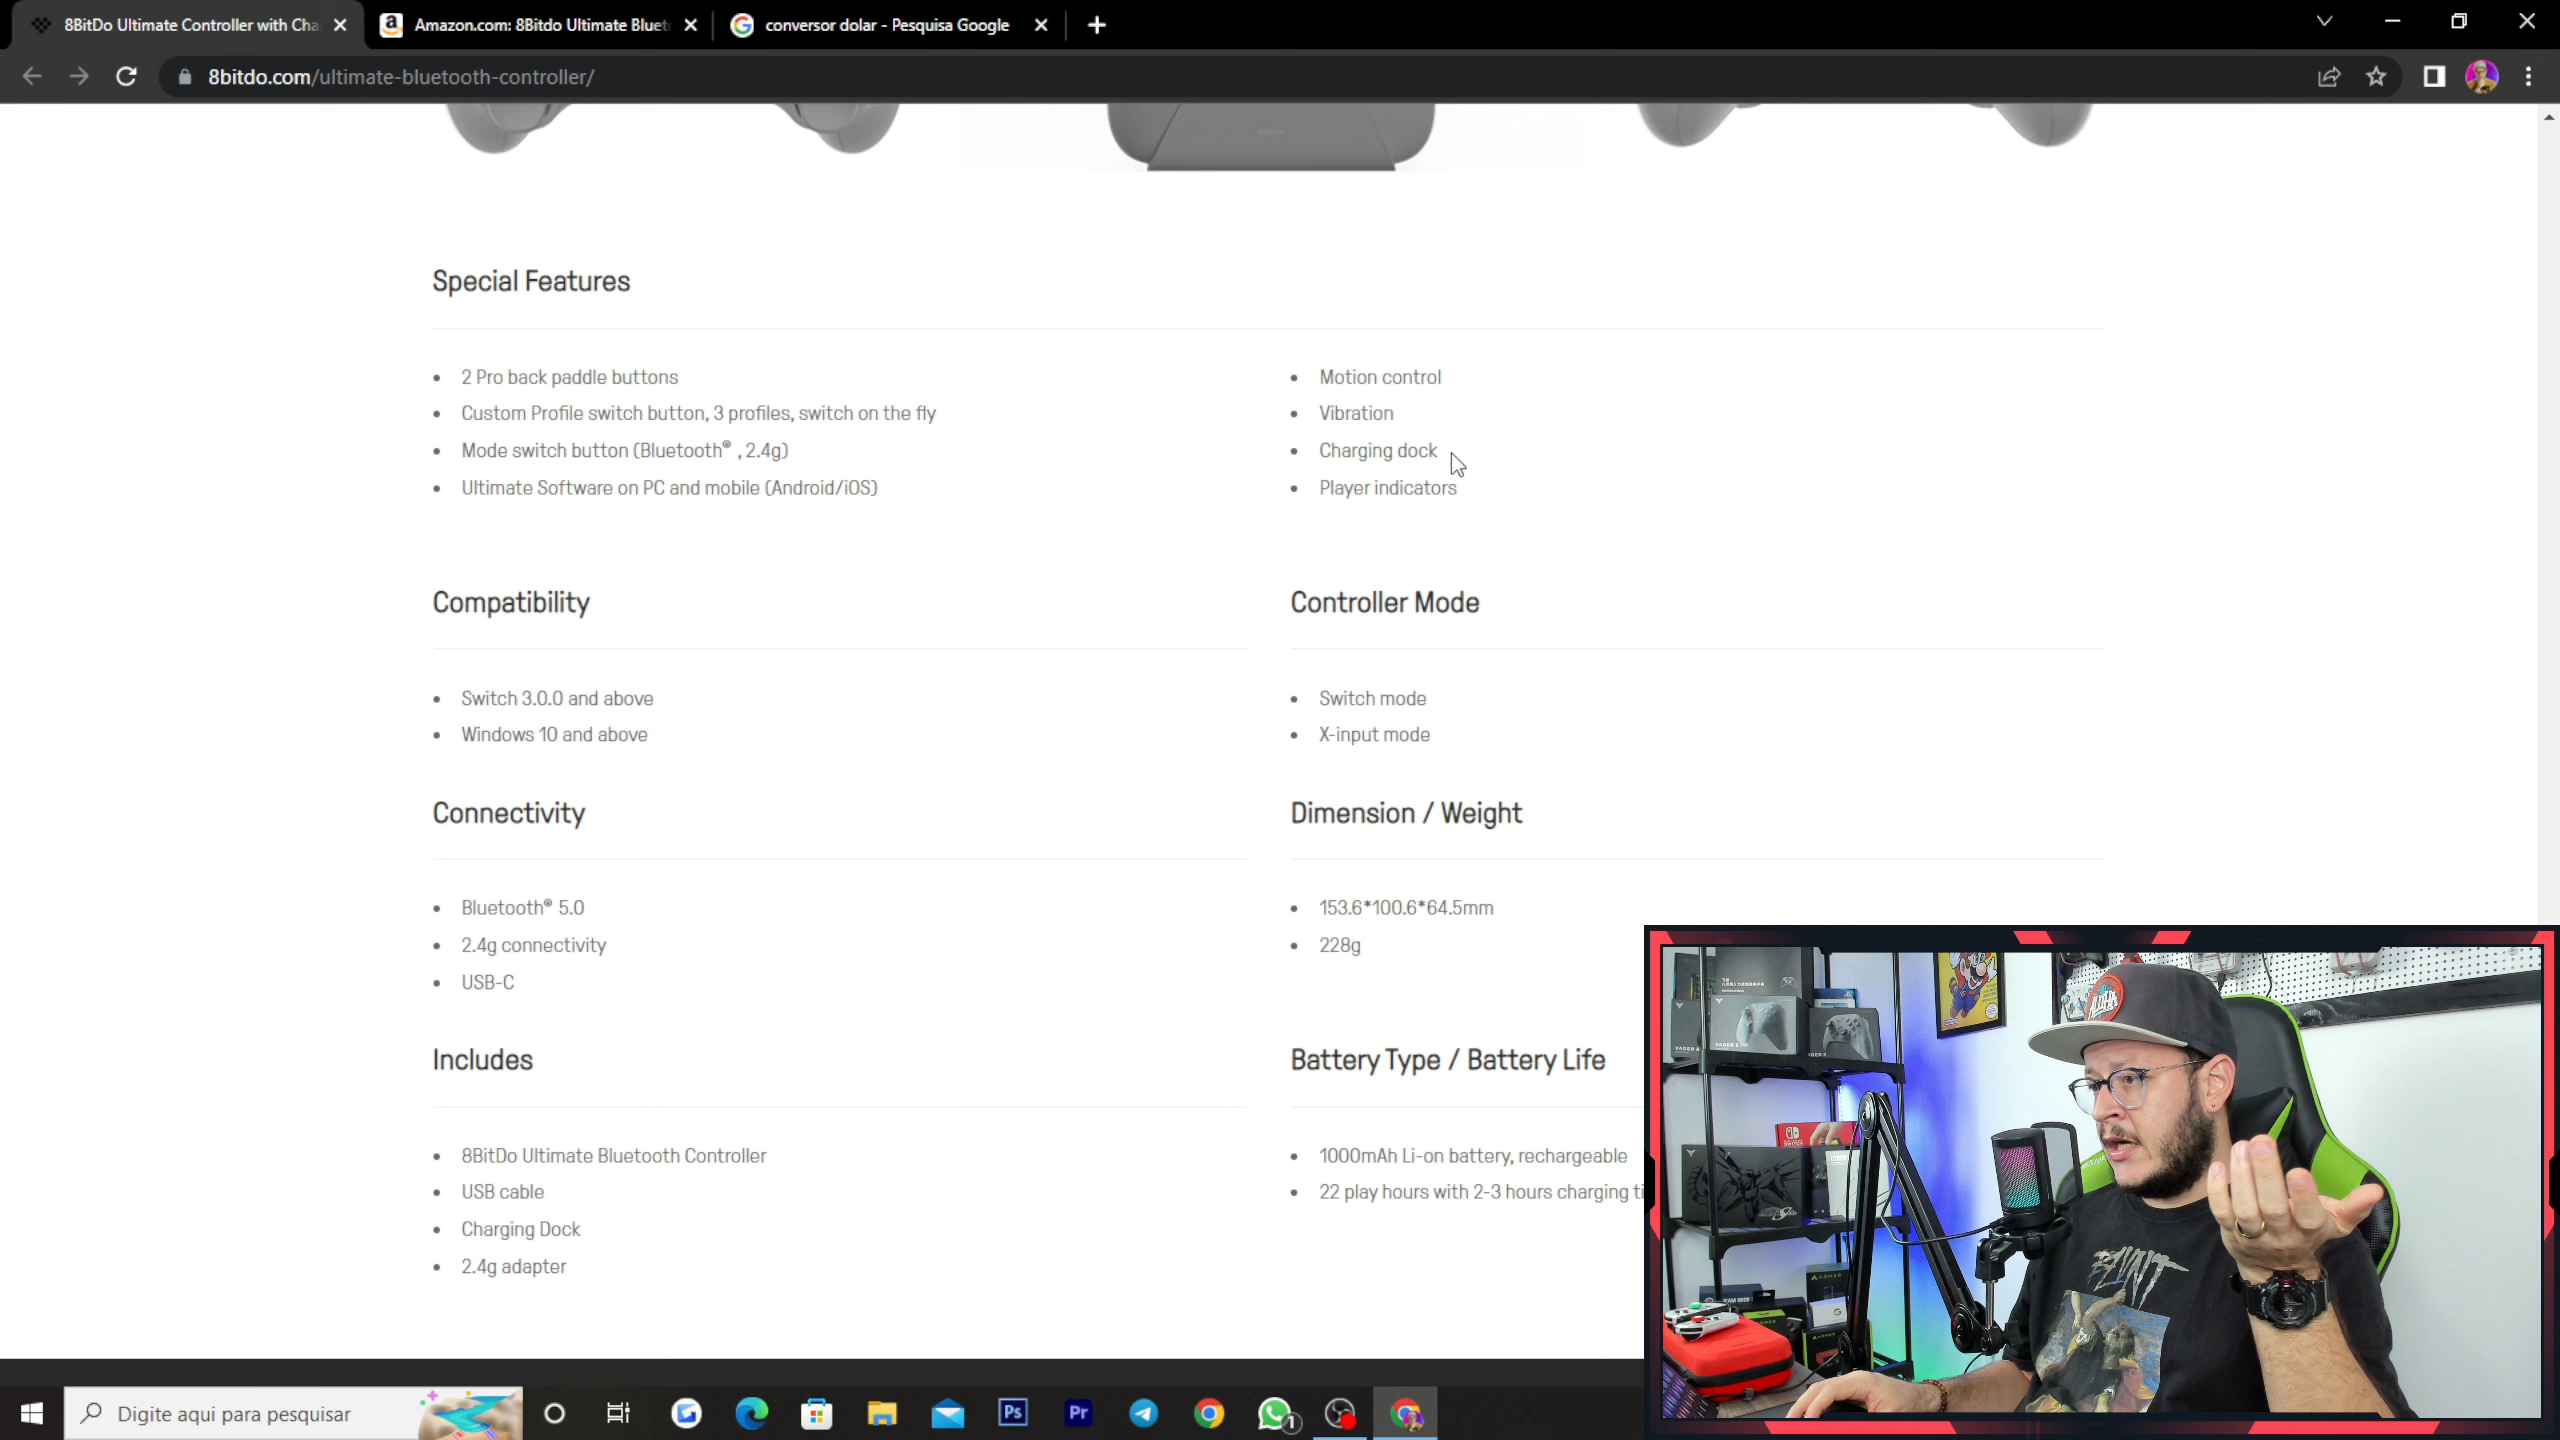 8BitDo Ultimate Controller with Cha
Amazon.com: 8Bitdo Ultimate Bluet
conversor dolar - Pesquisa Google
8bitdo.com/ultimate-bluetooth-controller/
Special Features
2 Pro back paddle buttons
Custom Profile switch button, 3 profiles, switch on the fly
Mode switch button (Bluetooth® , 2.4g)
Ultimate Software on PC and mobile (Android/iOS)
Motion control
Vibration
Charging dock
Player indicators
Compatibility
Switch 3.0.0 and above
Windows 10 and above
Controller Mode
Switch mode
X-input mode
Connectivity
Bluetooth® 5.0
2.4g connectivity
USB-C
Dimension / Weight
153.6*100.6*64.5mm
228g
Includes
8BitDo Ultimate Bluetooth Controller
USB cable
Charging Dock
2.4g adapter
Battery Type / Battery Life
1000mAh Li-on battery, rechargeable
22 play hours with 2-3 hours charging ti
VADER 2
ALOHA
Digite aqui para pesquisar
Ps
Pr
1